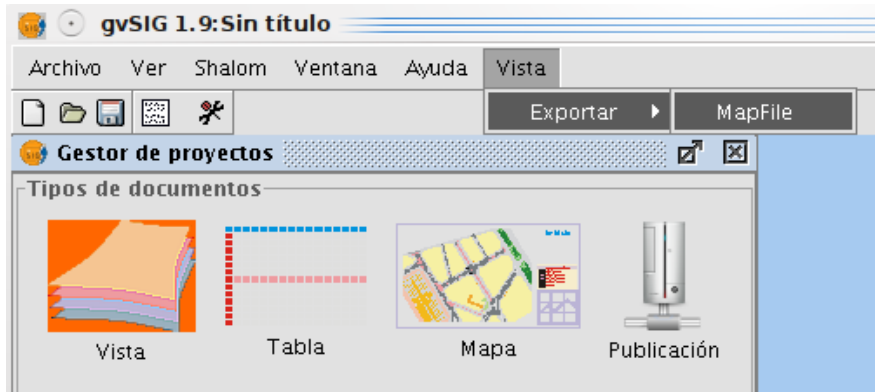 gvSIG 1.9:Sin título
Archivo Ver Shalom Ventana Ayuda Vista
Exportar MapFile
Gestor de proyectos
Tipos de documentos
Vista Tabla Mapa Publicación